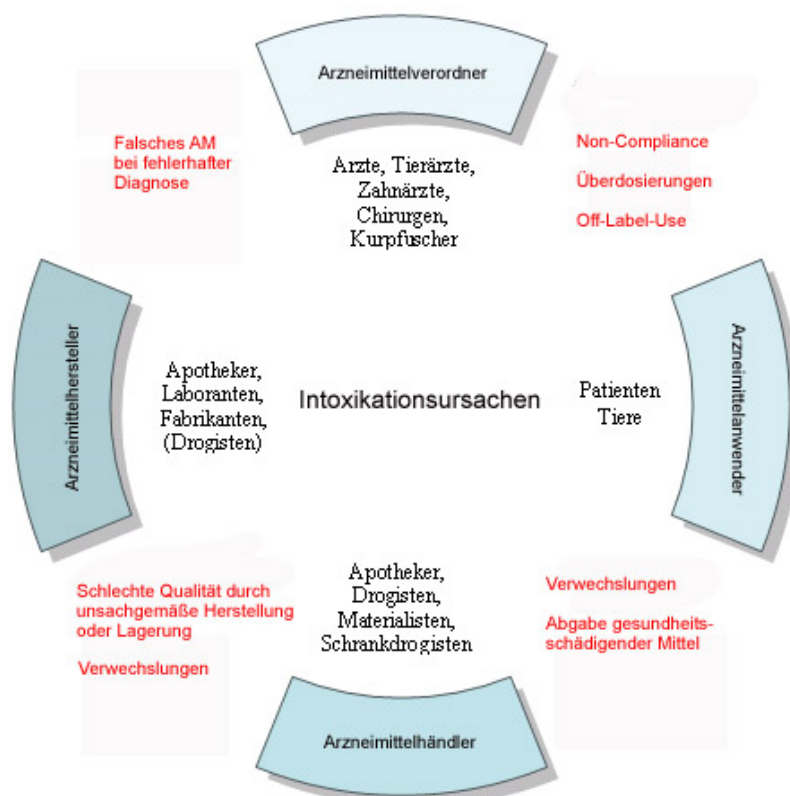 Arzneimittelverordner
Falsches AM
bei fehlerhafter
Diagnose
Arzte, Tierärzte,
Zahnärzte,
Chirurgen,
Kurpfuscher
Non-Compliance
Überdosierungen
Off-Label-Use
Arzneimittelhersteller
Apotheker,
Laboranten,
Fabrikanten,
(Drogisten)
Intoxikationsursachen
Patienten
Tiere
Arzneimittelanwender
Schlechte Qualität durch
unsachgemäße Herstellung
oder Lagerung
Verwechslungen
Apotheker,
Drogisten,
Materialisten,
Schrankdrogisten
Verwechslungen
Abgabe gesundheits-
schädigender Mittel
Arzneimittelhändler